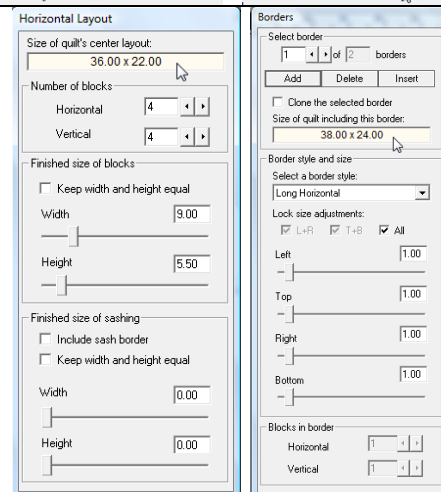 Horizontal Layout
Size of quilt's center layout:
36.00 x 22.00
Number of blocks
Horizontal 4
Vertical 4
Finished size of blocks
Keep width and height equal
Width 9.00
Height 5.50
Finished size of sashing
Include sash border
Keep width and height equal
Width 0.00
Height 0.00
Borders
Select border
1 of 2 borders
Add Delete Insert
Clone the selected border
Size of quilt including this border:
38.00 x 24.00
Border style and size
Select a border style:
Long Horizontal
Lock size adjustments:
L+R T+B All
Left 1.00
Top 1.00
Right 1.00
Bottom 1.00
Blocks in border
Horizontal 1
Vertical 1